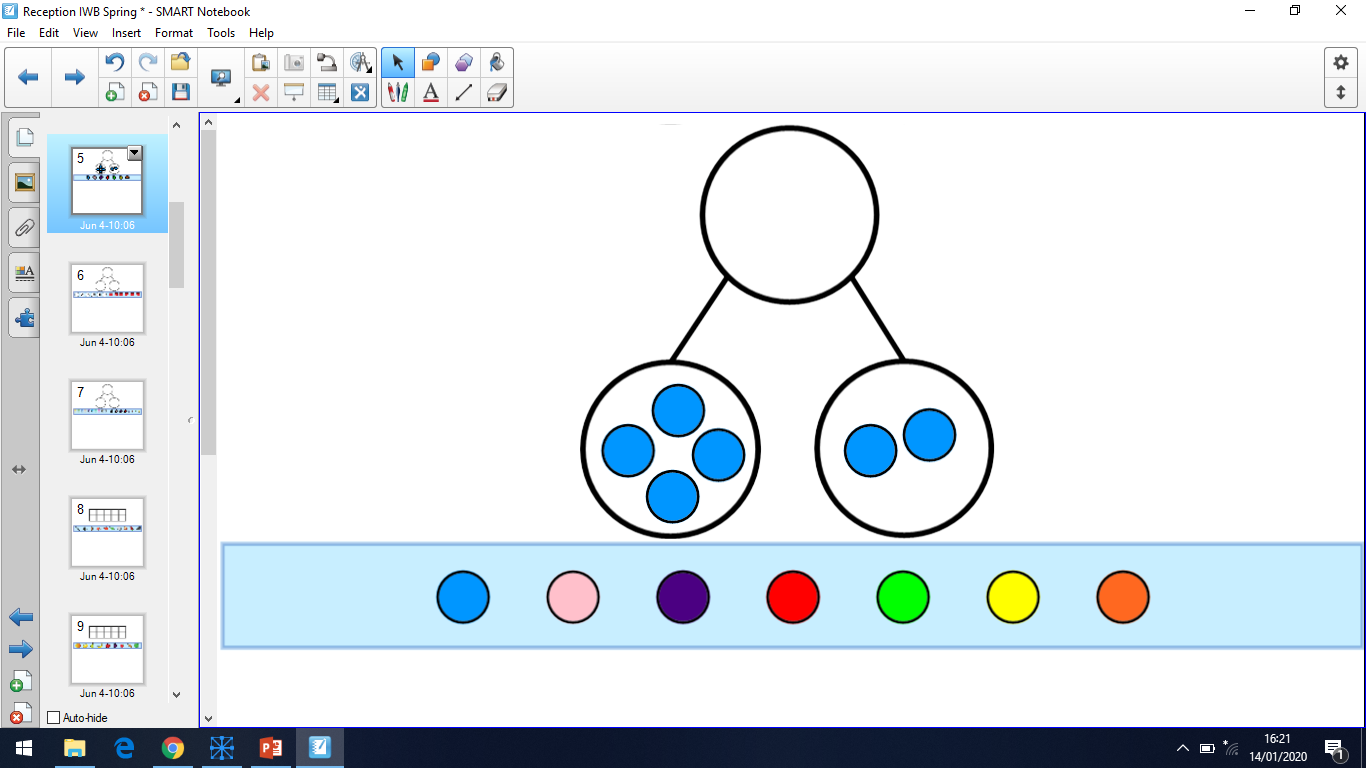 Reception IWB Spring * - SMART Notebook
File Edit View Insert Format Tools Help
5
Jun 4-10:06
6
Jun 4-10:06
7
Jun 4-10:06
8
Jun 4-10:06
9
Jun 4-10:06
Auto-hide
16:21
14/01/2020
1